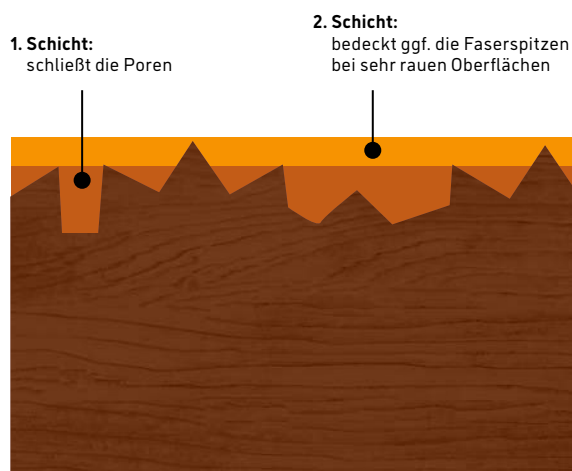 1. Schicht:
schließt die Poren
2. Schicht:
bedeckt ggf. die Faserspitzen
bei sehr rauen Oberflächen